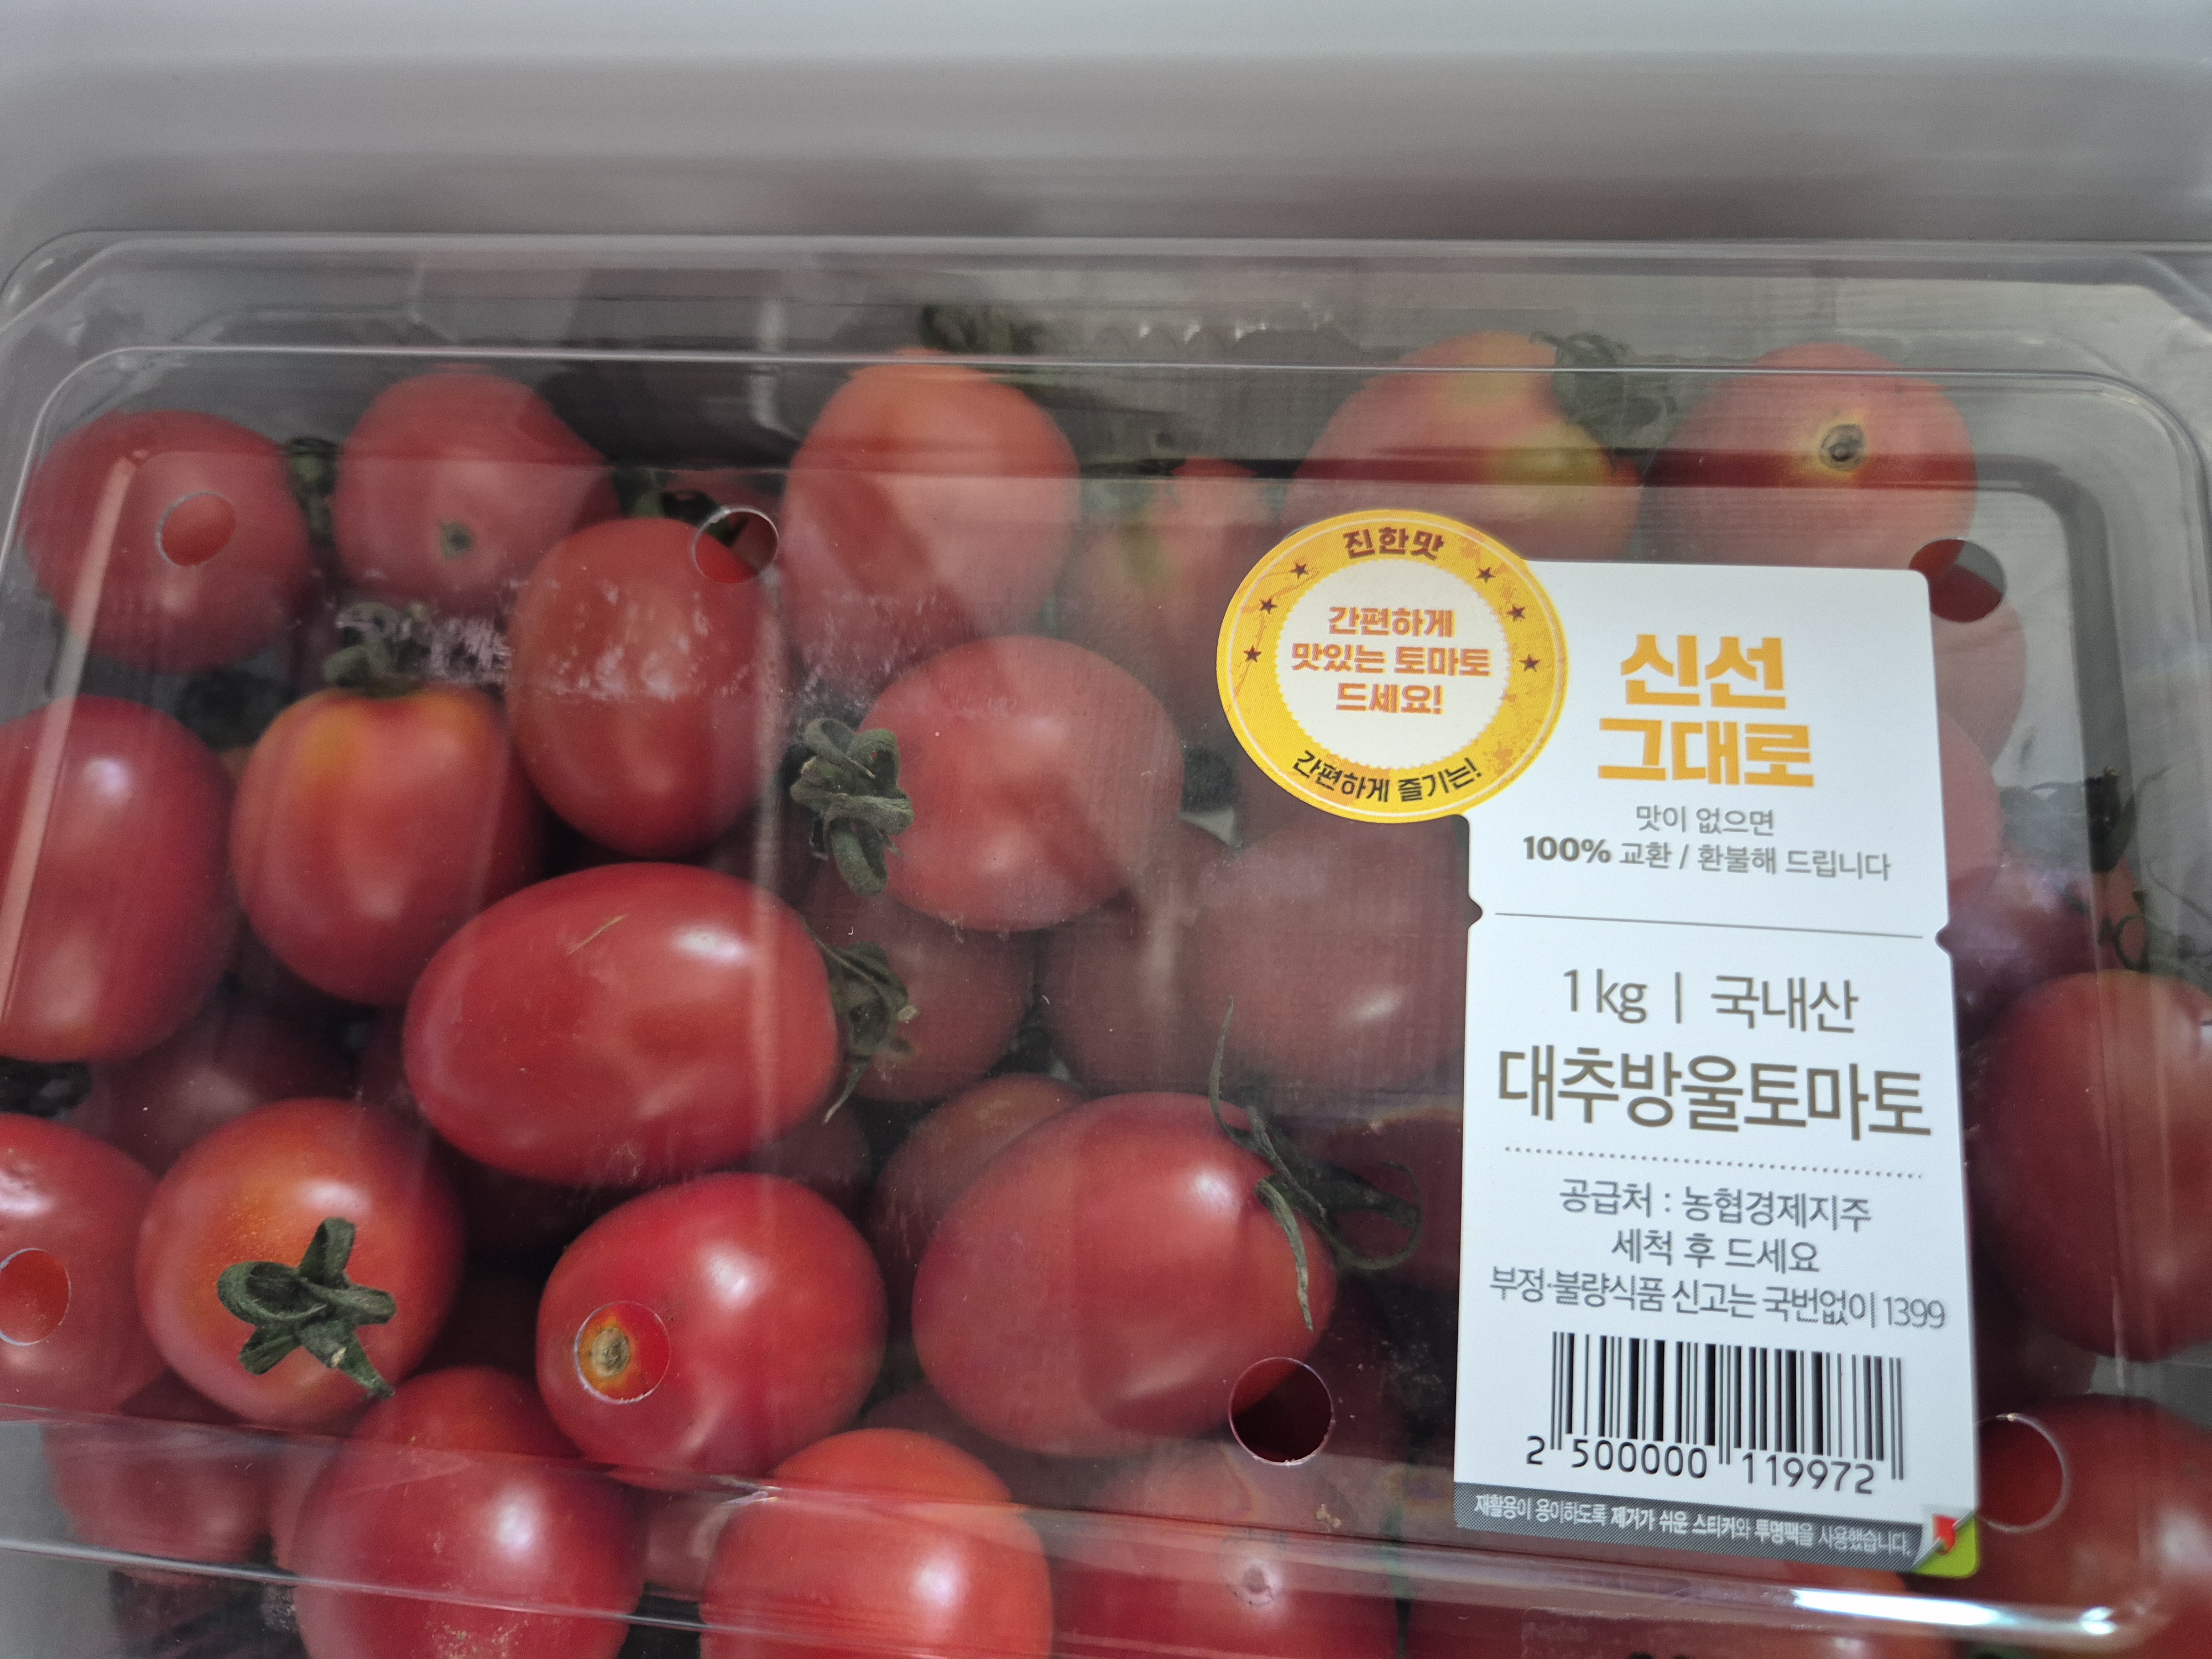 진한맛
간편하게
맛있는 토마토
드세요!
간편하게 즐기는!
신선
그대로
맛이 없으면
100% 교환 / 환불해 드립니다
1kg | 국내산
대추방울토마토
공급처 : 농협경제지주
세척 후 드세요
부정·불량식품 신고는 국번없이 1399
2 500000 119972
재활용이 용이하도록 제거가 쉬운 스티커와 투명팩을 사용했습니다.